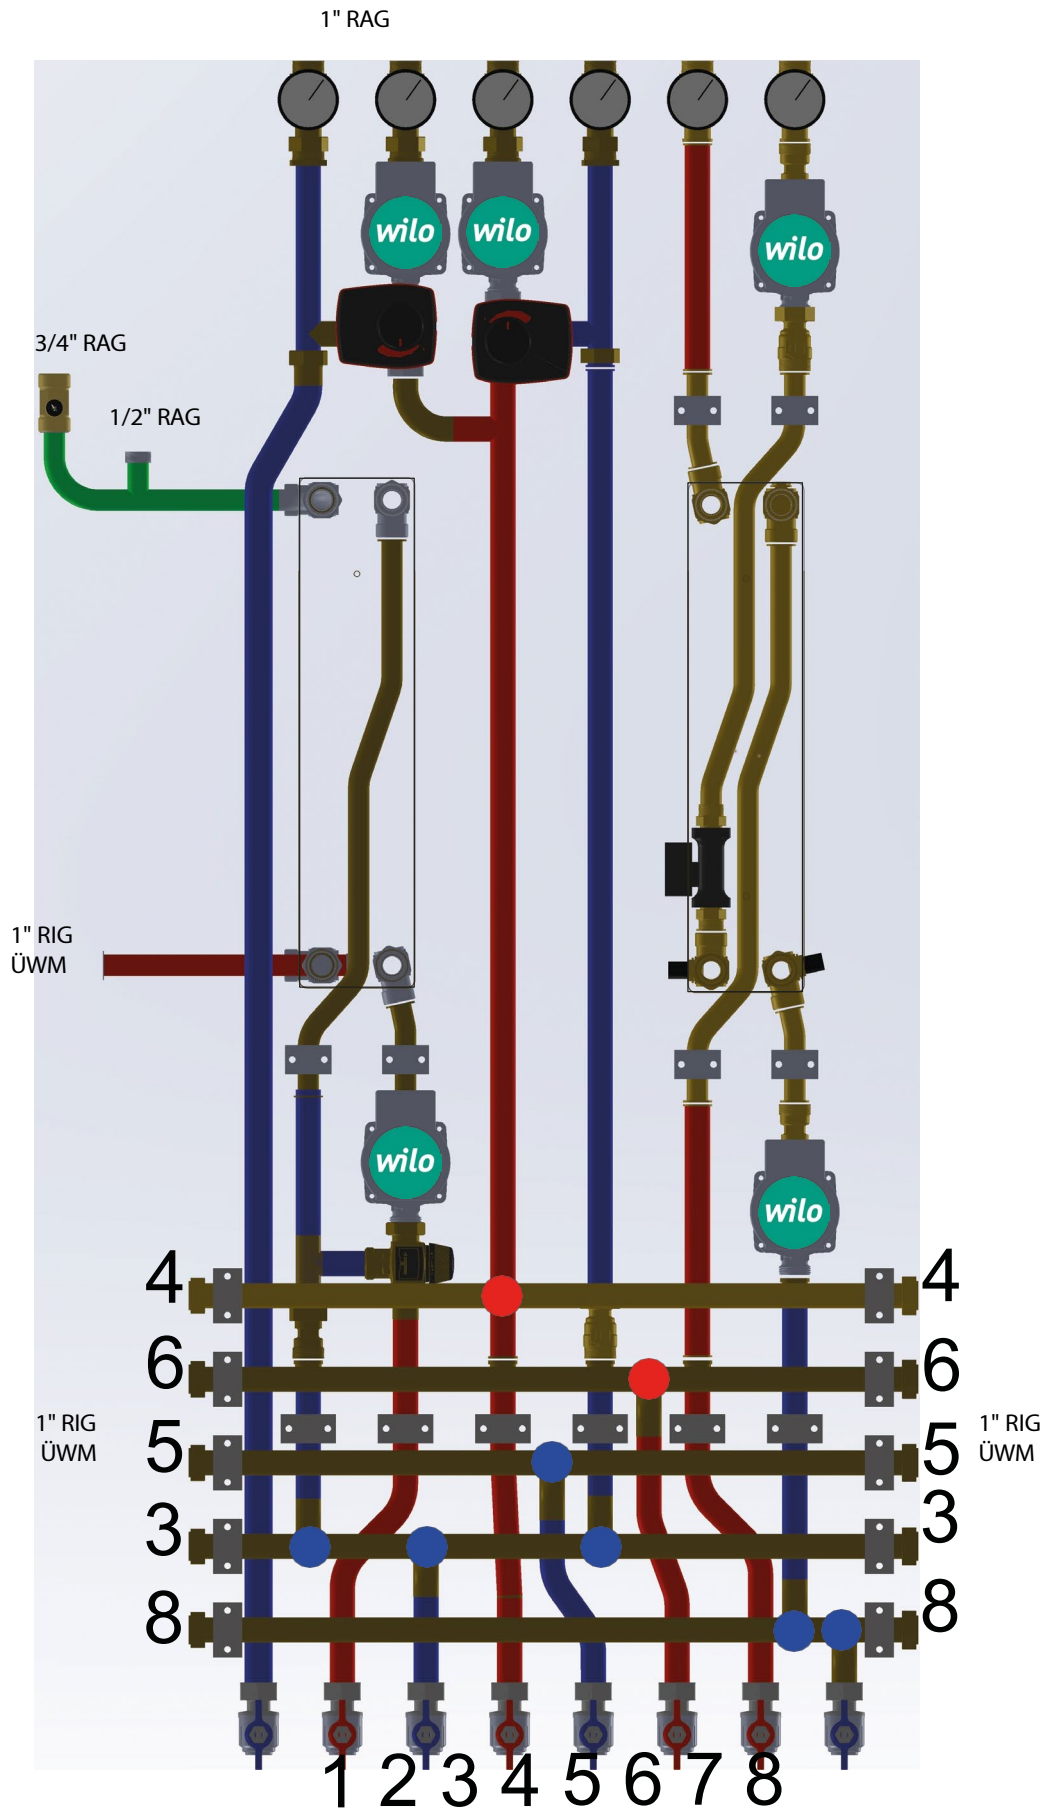 1" RAG
wilo wilo wilo
3/4" RAG
1/2" RAG
1" RIG
ÜWM
wilo
wilo
4 4
6 6
1" RIG
ÜWM
5 5
1" RIG
ÜWM
3 3
8 8
1 2 3 4 5 6 7 8